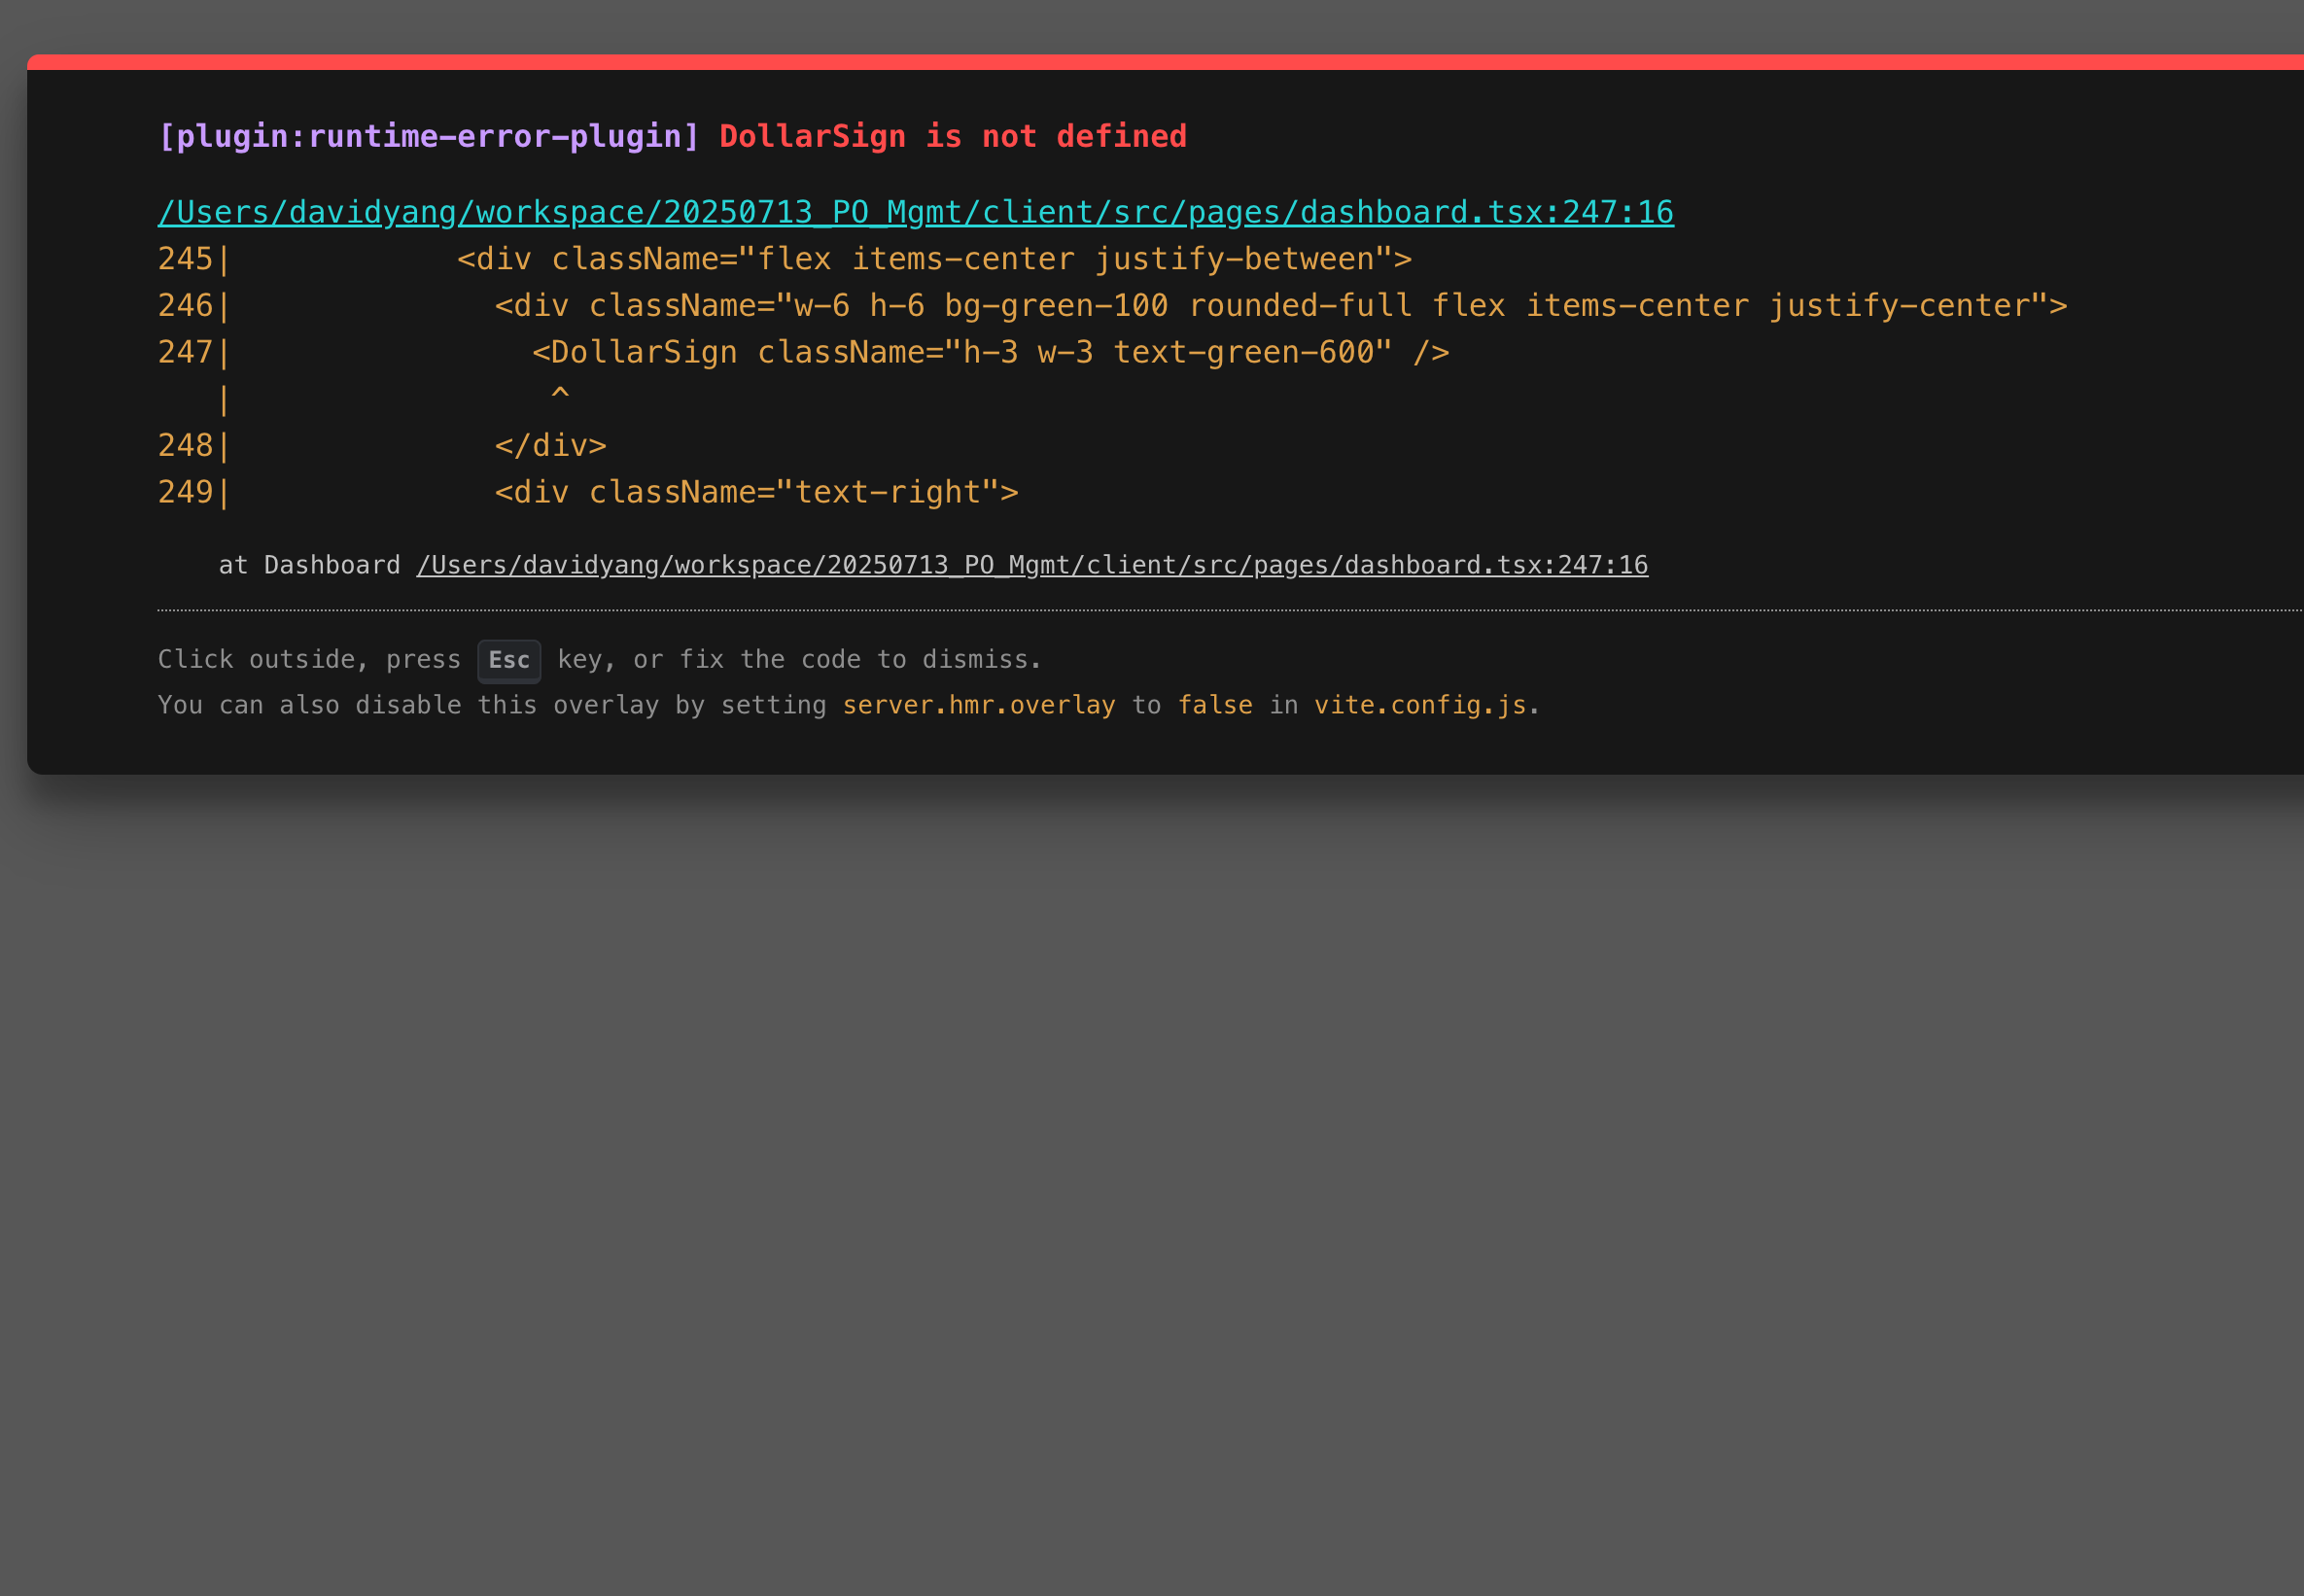 [plugin:runtime-error-plugin] DollarSign is not defined
/Users/davidyang/workspace/20250713_PO_Mgmt/client/src/pages/dashboard.tsx:247:16
245|            <div className="flex items-center justify-between">
246|              <div className="w-6 h-6 bg-green-100 rounded-full flex items-center justify-center">
247|                <DollarSign className="h-3 w-3 text-green-600" />
   |                 ^
248|              </div>
249|              <div className="text-right">
    at Dashboard /Users/davidyang/workspace/20250713_PO_Mgmt/client/src/pages/dashboard.tsx:247:16
Click outside, press Esc key, or fix the code to dismiss.
You can also disable this overlay by setting server.hmr.overlay to false in vite.config.js.